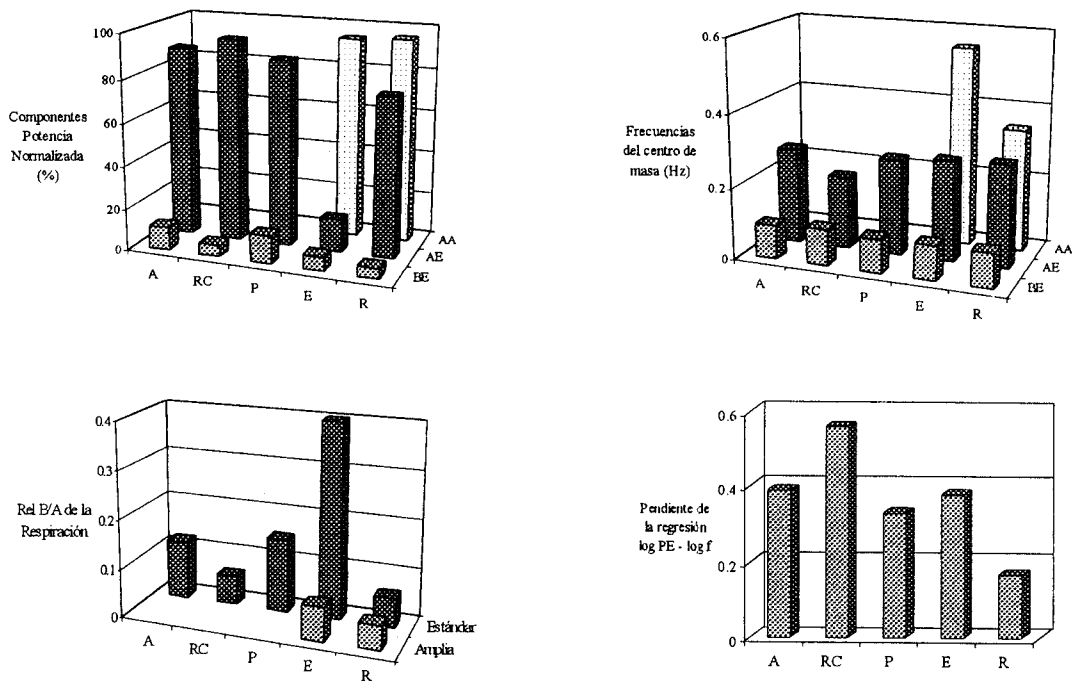 100
80
60
40
20
0
Componentes
Potencia
Normalizada
(%)
A
RC
P
E
R
AA
AE
BE
0.6
0.4
0.2
0
Frecuencias
del centro de
masa (Hz)
A
RC
P
E
R
AA
AE
BE
0.4
0.3
0.2
0.1
0
Rel B/A de la
Respiración
A
RC
P
E
R
Estándar
Amplia
0.6
0.4
0.2
0
Pendiente de
la regresión
log PE - log f
A
RC
P
E
R